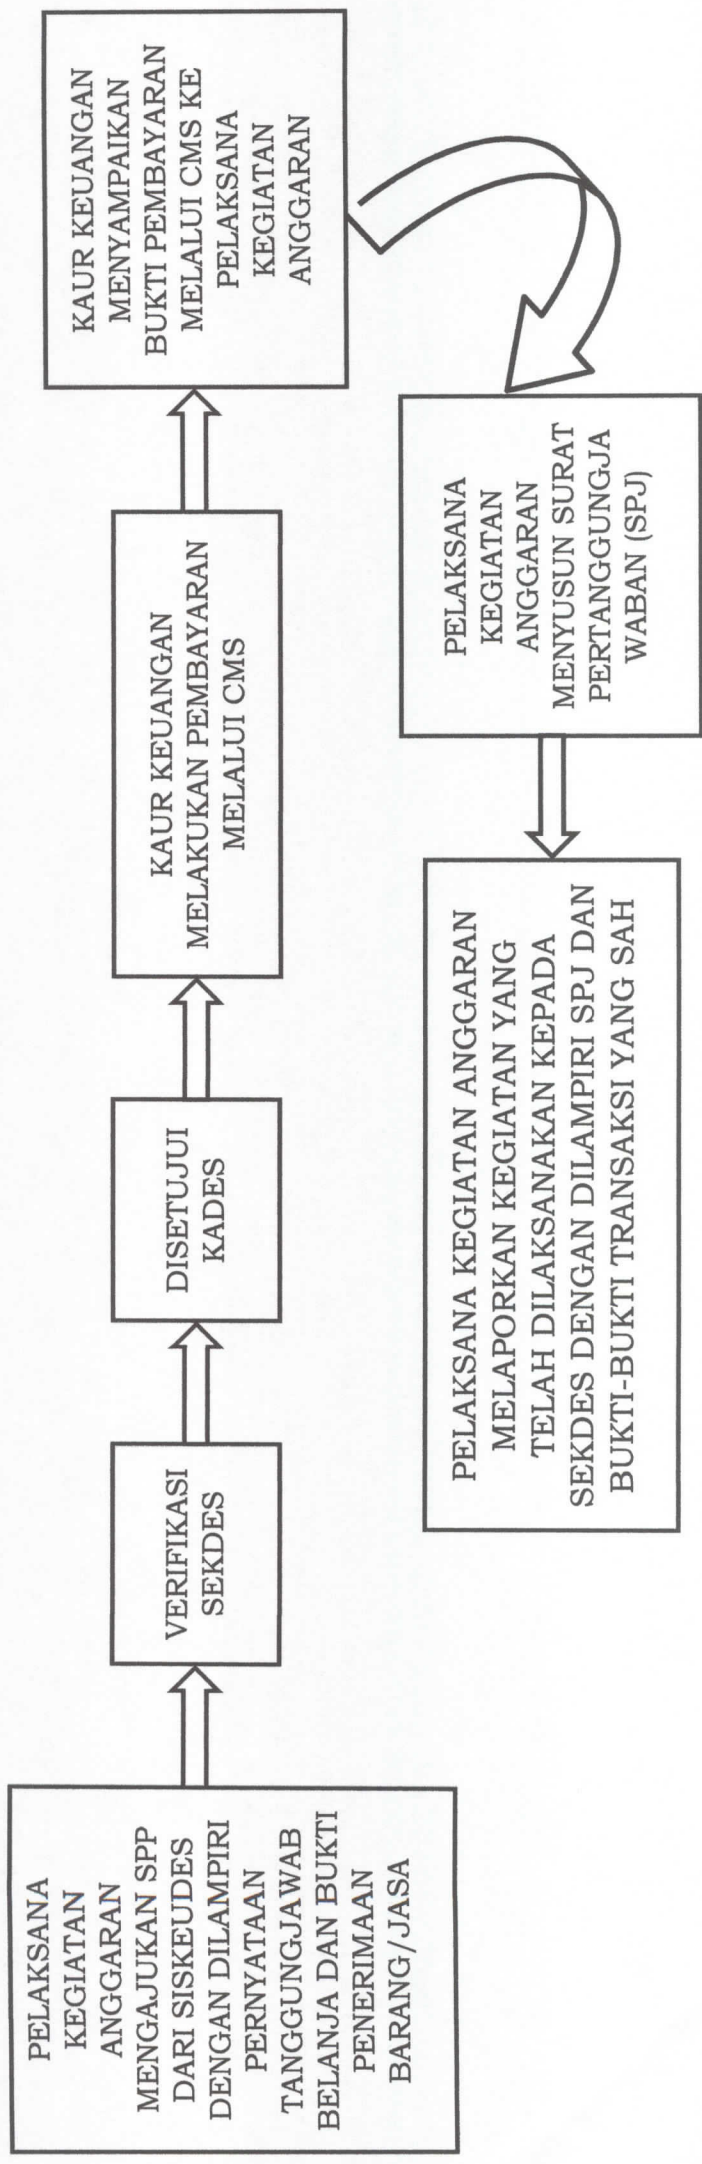 PELAKSANA
KEGIATAN
ANGGARAN
MENGAJUKAN SPP
DARI SISKEUDES
DENGAN DILAMPIRI
PERNYATAAN
TANGGUNGJAWAB
BELANJA DAN BUKTI
PENERIMAAN
BARANG/JASA
VERIFIKASI
SEKDES
DISETUJUI
KADES
KAUR KEUANGAN
MELAKUKAN PEMBAYARAN
MELALUI CMS
KAUR KEUANGAN
MENYAMPAIKAN
BUKTI PEMBAYARAN
MELALUI CMS KE
PELAKSANA
KEGIATAN
ANGGARAN
PELAKSANA
KEGIATAN
ANGGARAN
MENYUSUN SURAT
PERTANGGUNGJA
WABAN (SPJ)
PELAKSANA KEGIATAN ANGGARAN
MELAPORKAN KEGIATAN YANG
TELAH DILAKSANAKAN KEPADA
SEKDES DENGAN DILAMPIRI SPJ DAN
BUKTI-BUKTI TRANSAKSI YANG SAH